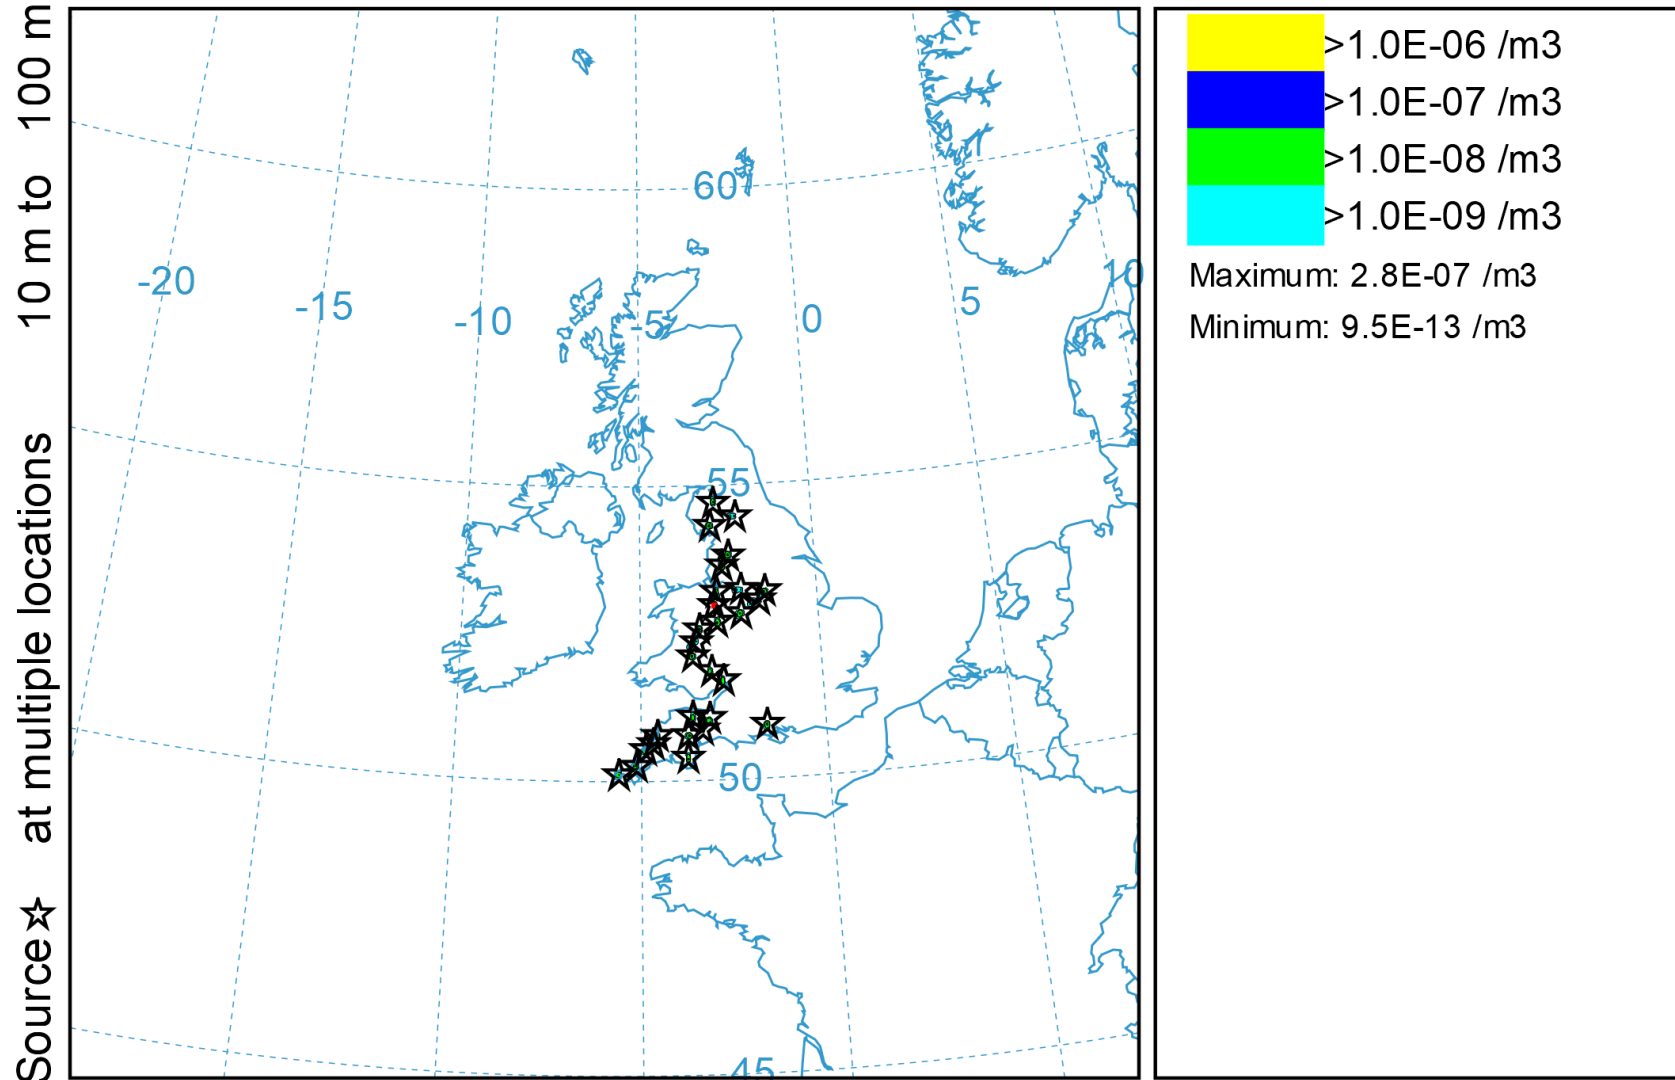 Source☆ at multiple locations 10 m to 100 m
60
-20
-15
-10
-5
0
5
10
55
50
45
>1.0E-06 /m3
>1.0E-07 /m3
>1.0E-08 /m3
>1.0E-09 /m3
Maximum: 2.8E-07 /m3
Minimum: 9.5E-13 /m3